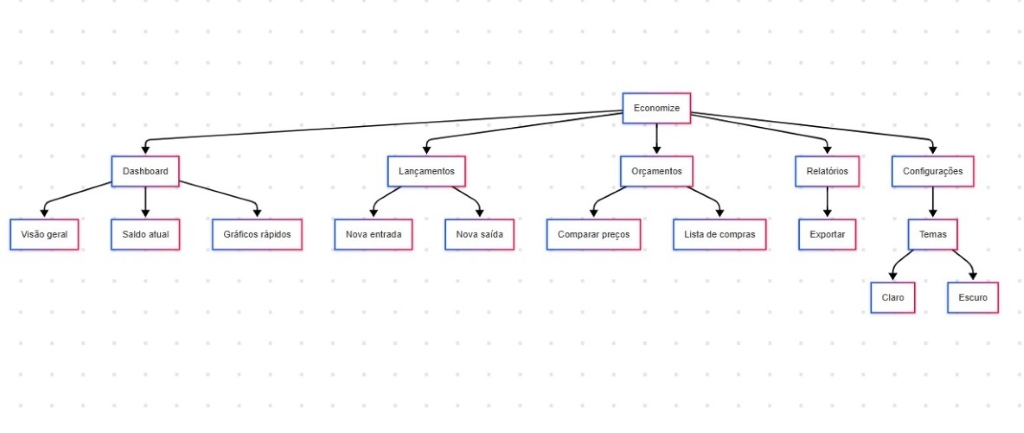 Economize
Dashboard
Lançamentos
Orçamentos
Relatórios
Configurações
Visão geral
Saldo atual
Gráficos rápidos
Nova entrada
Nova saída
Comparar preços
Lista de compras
Exportar
Temas
Claro
Escuro